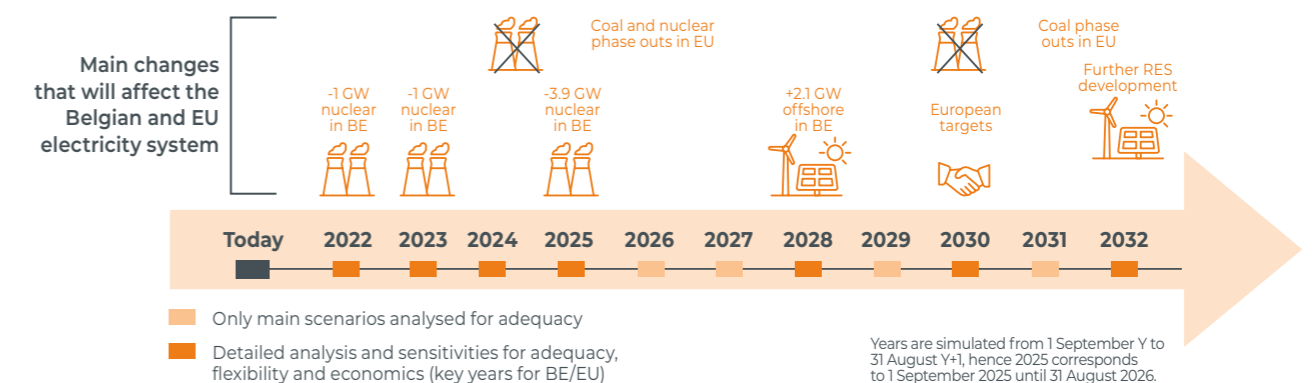 Main changes
that will affect the
Belgian and EU
electricity system
Coal and nuclear
phase outs in EU
Coal phase
outs in EU
Further RES
development
-1 GW
nuclear
in BE
-1 GW
nuclear
in BE
-3.9 GW
nuclear
in BE
+2.1 GW
offshore
in BE
European
targets
Today 2022 2023 2024 2025 2026 2027 2028 2029 2030 2031 2032
Only main scenarios analysed for adequacy
Detailed analysis and sensitivities for adequacy,
flexibility and economics (key years for BE/EU)
Years are simulated from 1 September Y to
31 August Y+1, hence 2025 corresponds
to 1 September 2025 until 31 August 2026.